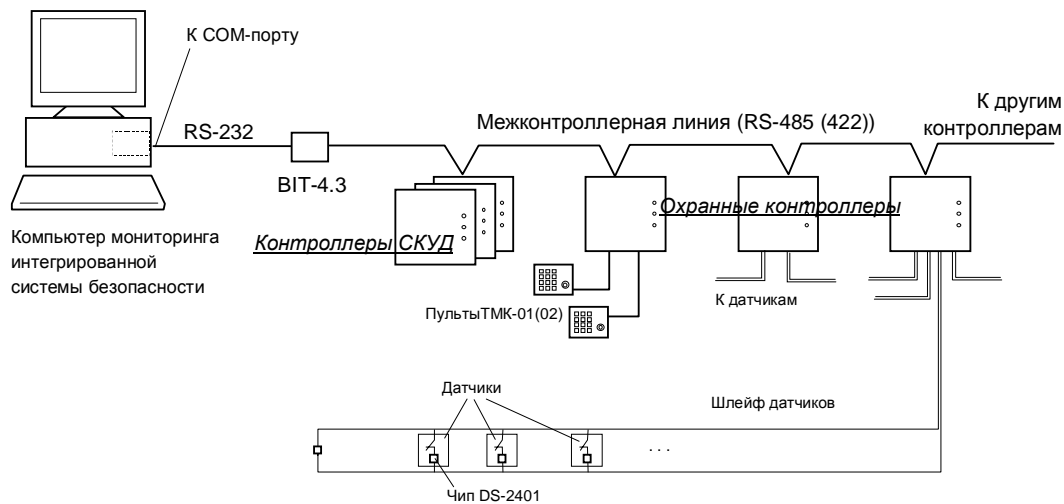 К COM-порту
RS-232
BIT-4.3
Межконтроллерная линия (RS-485 (422))
К другим
контроллерам
Компьютер мониторинга
интегрированной
системы безопасности
Контроллеры СКУД
Охранные контроллеры
К датчикам
ПультыТМК-01(02)
Датчики
Шлейф датчиков
. . .
Чип DS-2401